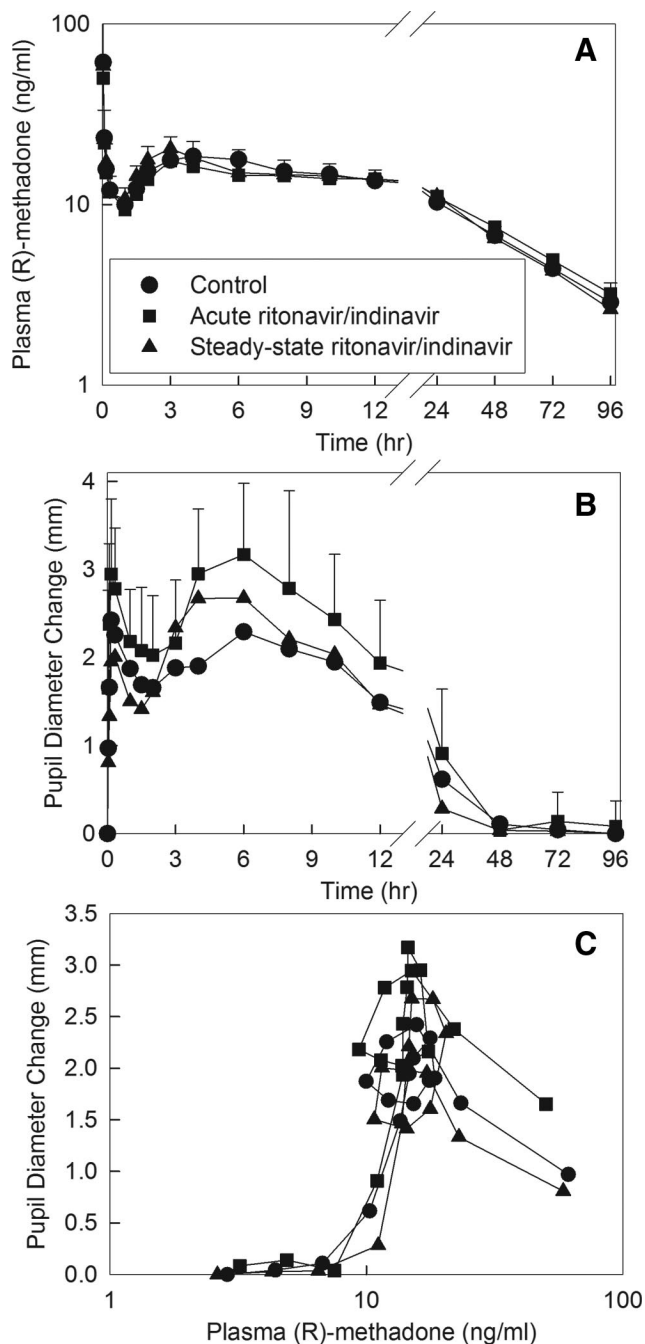 A
Plasma (R)-methadone (ng/ml)
100
10
1
Control
Acute ritonavir/indinavir
Steady-state ritonavir/indinavir
0 3 6 9 12 24 48 72 96
Time (hr)
B
Pupil Diameter Change (mm)
4
3
2
1
0
0 3 6 9 12 24 48 72 96
Time (hr)
C
Pupil Diameter Change (mm)
3.5
3.0
2.5
2.0
1.5
1.0
0.5
0.0
1 10 100
Plasma (R)-methadone (ng/ml)